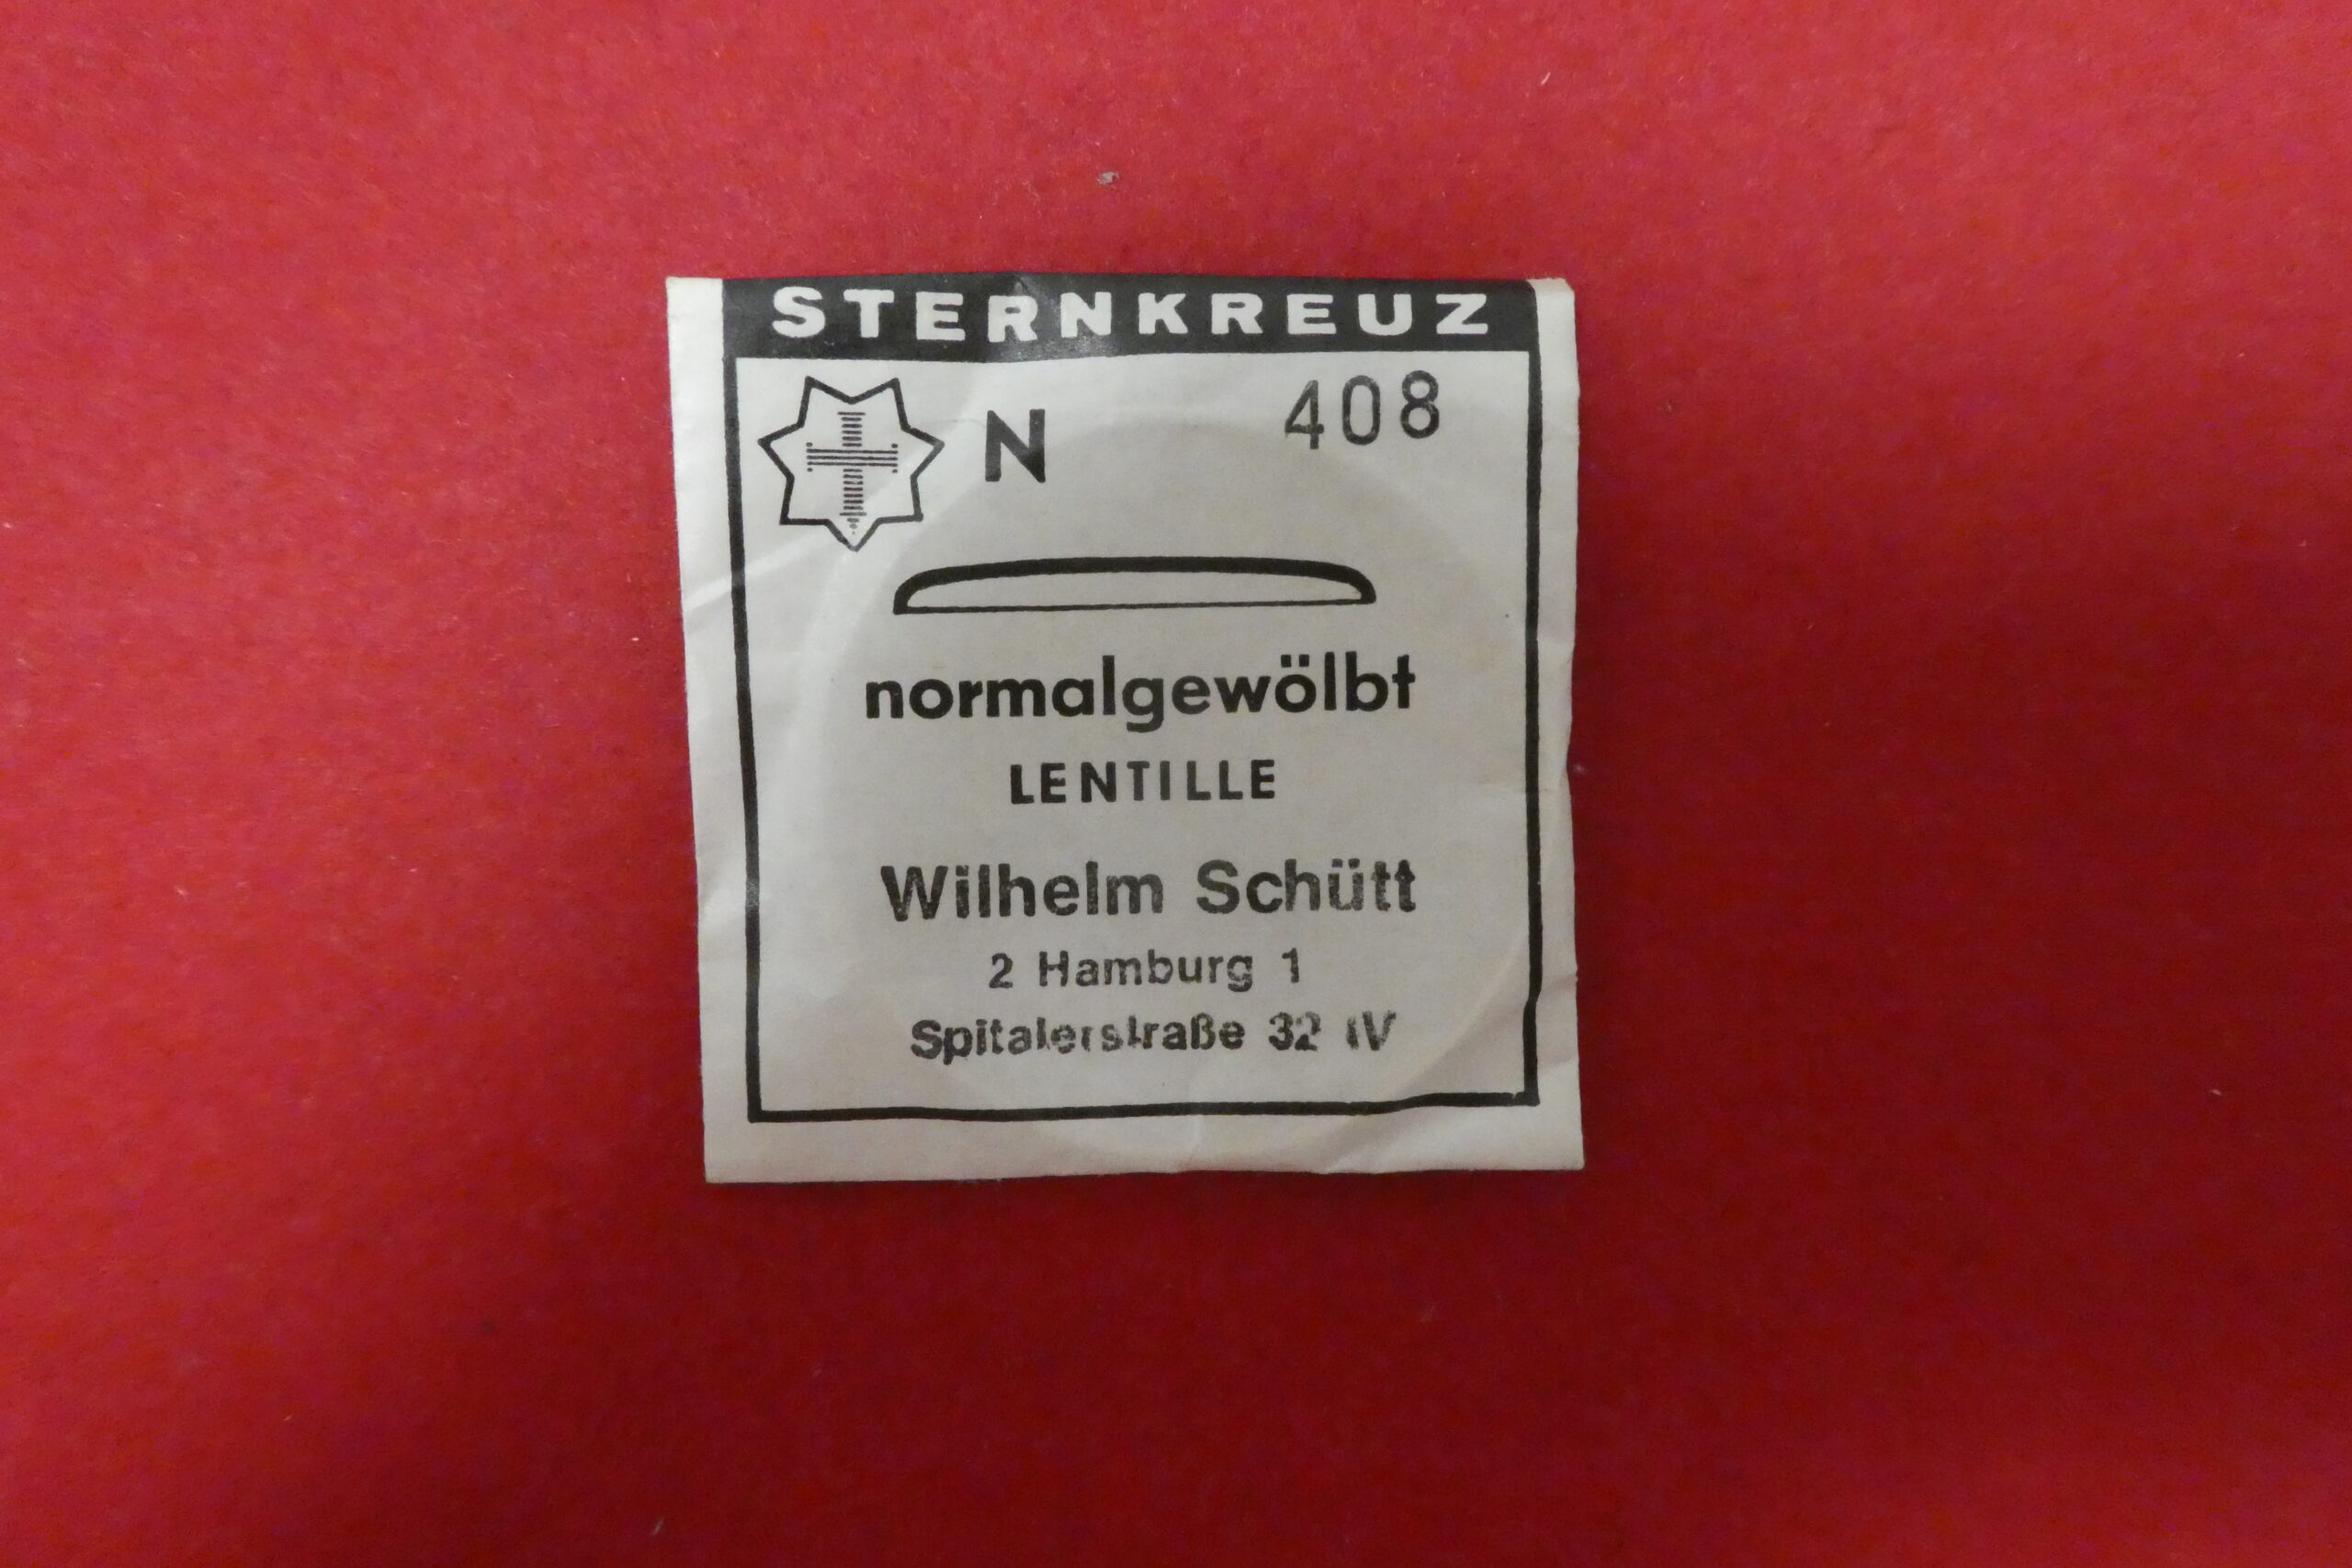 STERNKREUZ
N 408
normalgewölbt
LENTILLE
Wilhelm Schütt
2 Hamburg 1
Spitalerstraße 32 IV